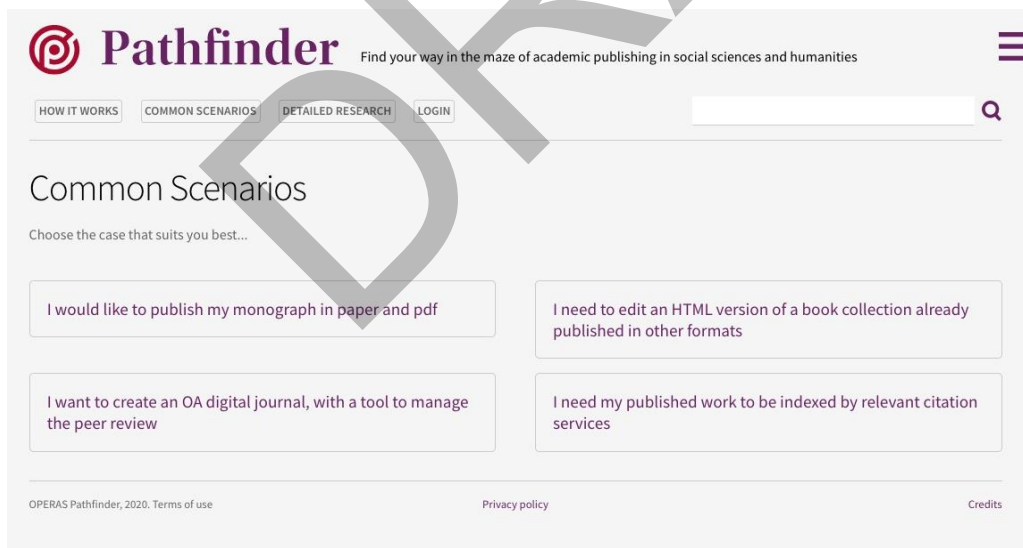 Pathfinder Find your way in the maze of academic publishing in social sciences and humanities
HOW IT WORKS COMMON SCENARIOS DETAILED RESEARCH LOGIN
Common Scenarios
Choose the case that suits you best...
I would like to publish my monograph in paper and pdf
I need to edit an HTML version of a book collection already
published in other formats
I want to create an OA digital journal, with a tool to manage
the peer review
I need my published work to be indexed by relevant citation
services
OPERAS Pathfinder, 2020. Terms of use Privacy policy Credits